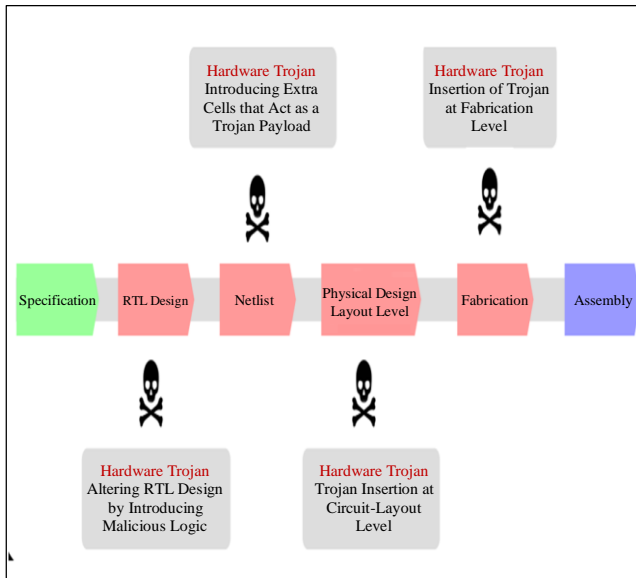 Hardware Trojan
Introducing Extra
Cells that Act as a
Trojan Payload
Hardware Trojan
Insertion of Trojan
at Fabrication
Level
Specification
RTL Design
Netlist
Physical Design
Layout Level
Fabrication
Assembly
Hardware Trojan
Altering RTL Design
by Introducing
Malicious Logic
Hardware Trojan
Trojan Insertion at
Circuit-Layout
Level